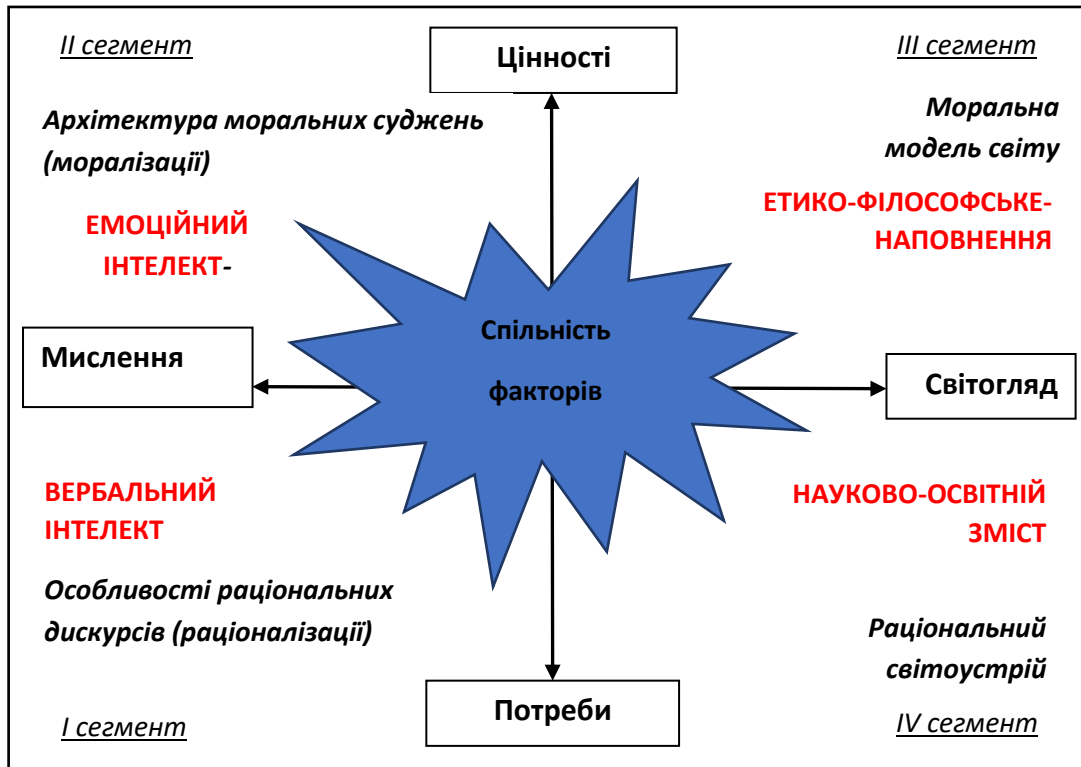 II сегмент
Цінності
III сегмент
Архітектура моральних суджень
(моралізації)
Моральна
модель світу
ЕМОЦІЙНИЙ
ІНТЕЛЕКТ-
ЕТИКО-ФІЛОСОФСЬКЕ-
НАПОВНЕННЯ
Спільність
факторів
Мислення
Світогляд
ВЕРБАЛЬНИЙ
ІНТЕЛЕКТ
НАУКОВО-ОСВІТНІЙ
ЗМІСТ
Особливості раціональних
дискурсів (раціоналізації)
Раціональний
світоустрій
Потреби
I сегмент
IV сегмент